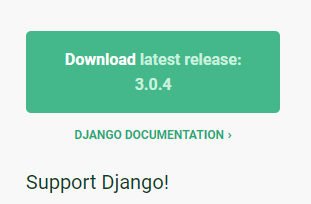 Download latest release:
3.0.4
DJANGO DOCUMENTATION ›
Support Django!